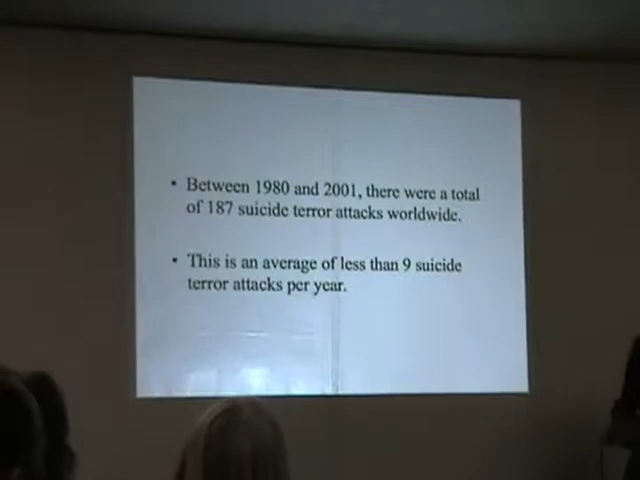 • Between 1980 and 2001, there were a total
of 187 suicide terror attacks worldwide.
• This is an average of less than 9 suicide
terror attacks per year.